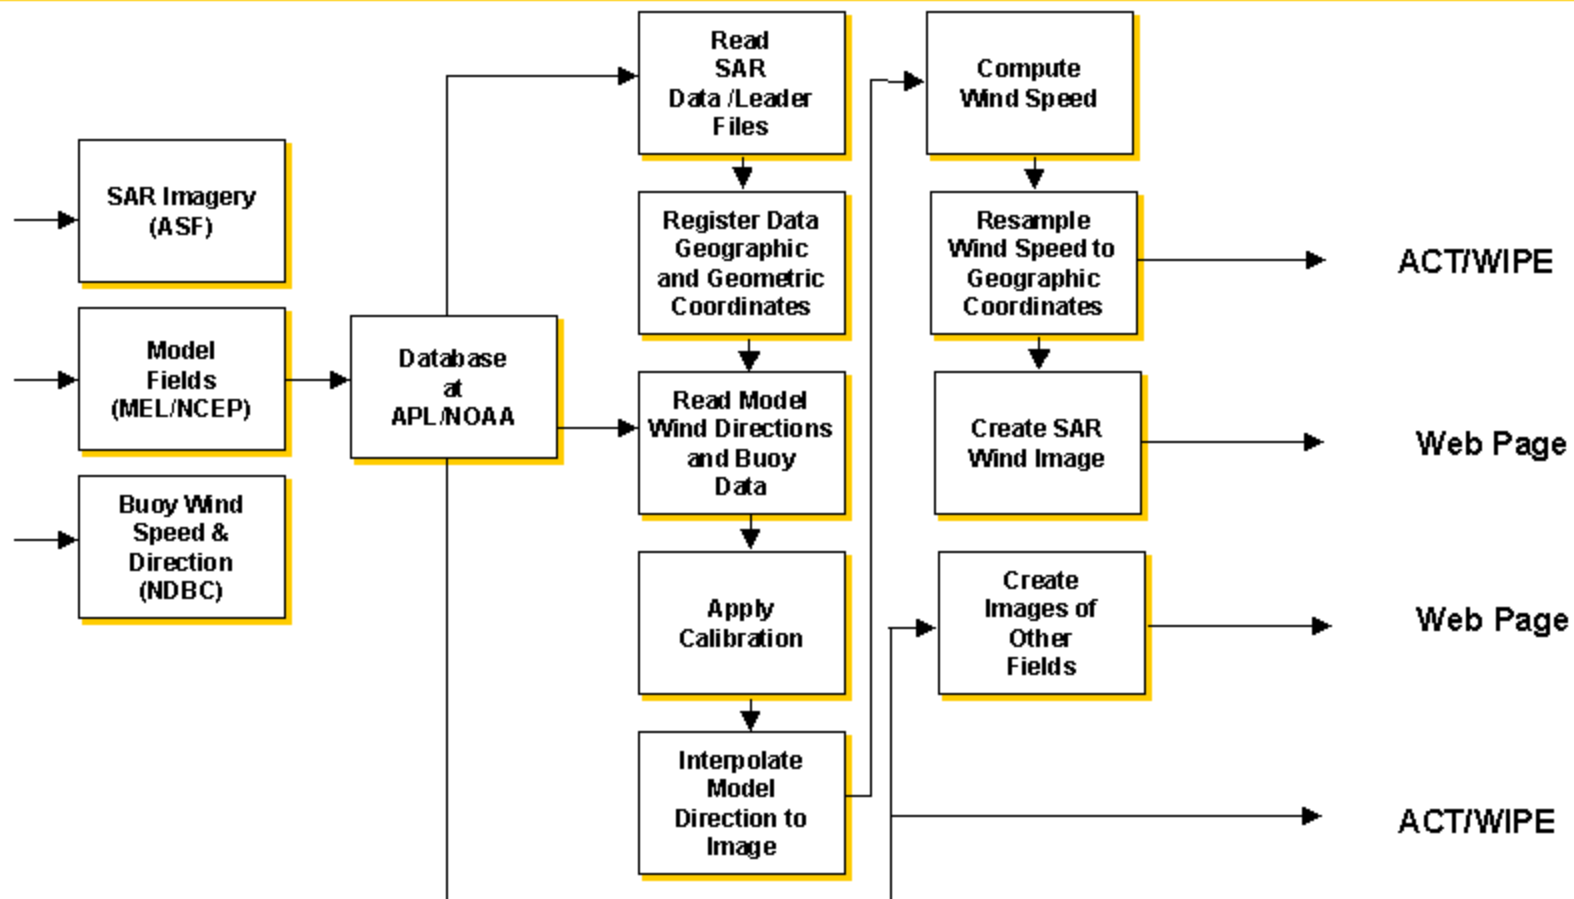 SAR Imagery
(ASF)
Model
Fields
(MEL/NCEP)
Buoy Wind
Speed &
Direction
(NDBC)
Database
at
APL/NOAA
Read
SAR
Data /Leader
Files
Register Data
Geographic
and Geometric
Coordinates
Read Model
Wind Directions
and Buoy
Data
Apply
Calibration
Interpolate
Model
Direction to
Image
Compute
Wind Speed
Resample
Wind Speed to
Geographic
Coordinates
Create SAR
Wind Image
Create
Images of
Other
Fields
ACT/WIPE
Web Page
Web Page
ACT/WIPE